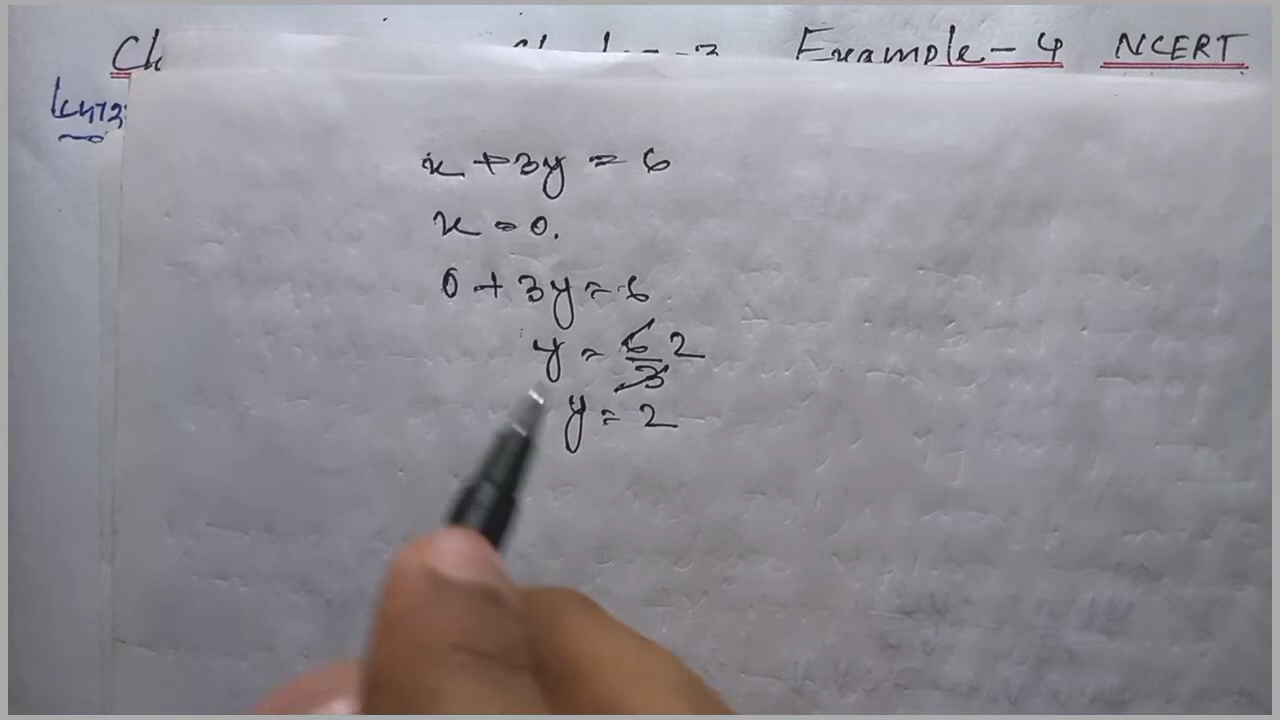 Example - 4 NCERT
x + 3y = 6
x = 0.
0 + 3y = 6
y = 6/3 2
y = 2